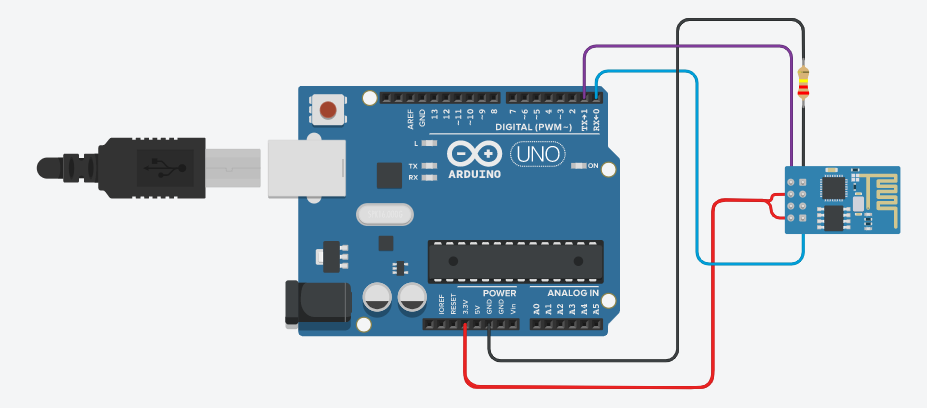 AREF
GND
13
12
~11
~10
~9
8
7
~6
~5
4
~3
2
TX→1
RX←0
DIGITAL (PWM~)
L
TX
RX
ARDUINO
UNO
ON
POWER
ANALOG IN
IOREF
RESET
3.3V
5V
GND
GND
Vin
A0
A1
A2
A3
A4
A5